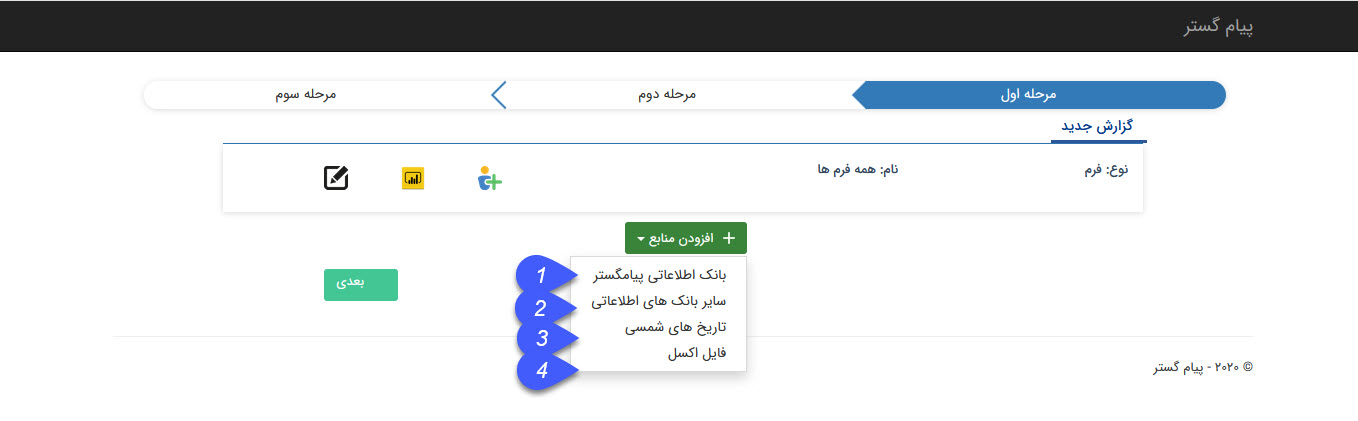 پیام گستر
مرحله اول
مرحله دوم
مرحله سوم
گزارش جدید
نوع: فرم
نام: همه فرم ها
افزودن منابع
بانک اطلاعاتی پیامگستر
1
سایر بانک های اطلاعاتی
2
تاریخ های شمسی
3
فایل اکسل
4
بعدی
© ۲۰۲۰ - پیام گستر